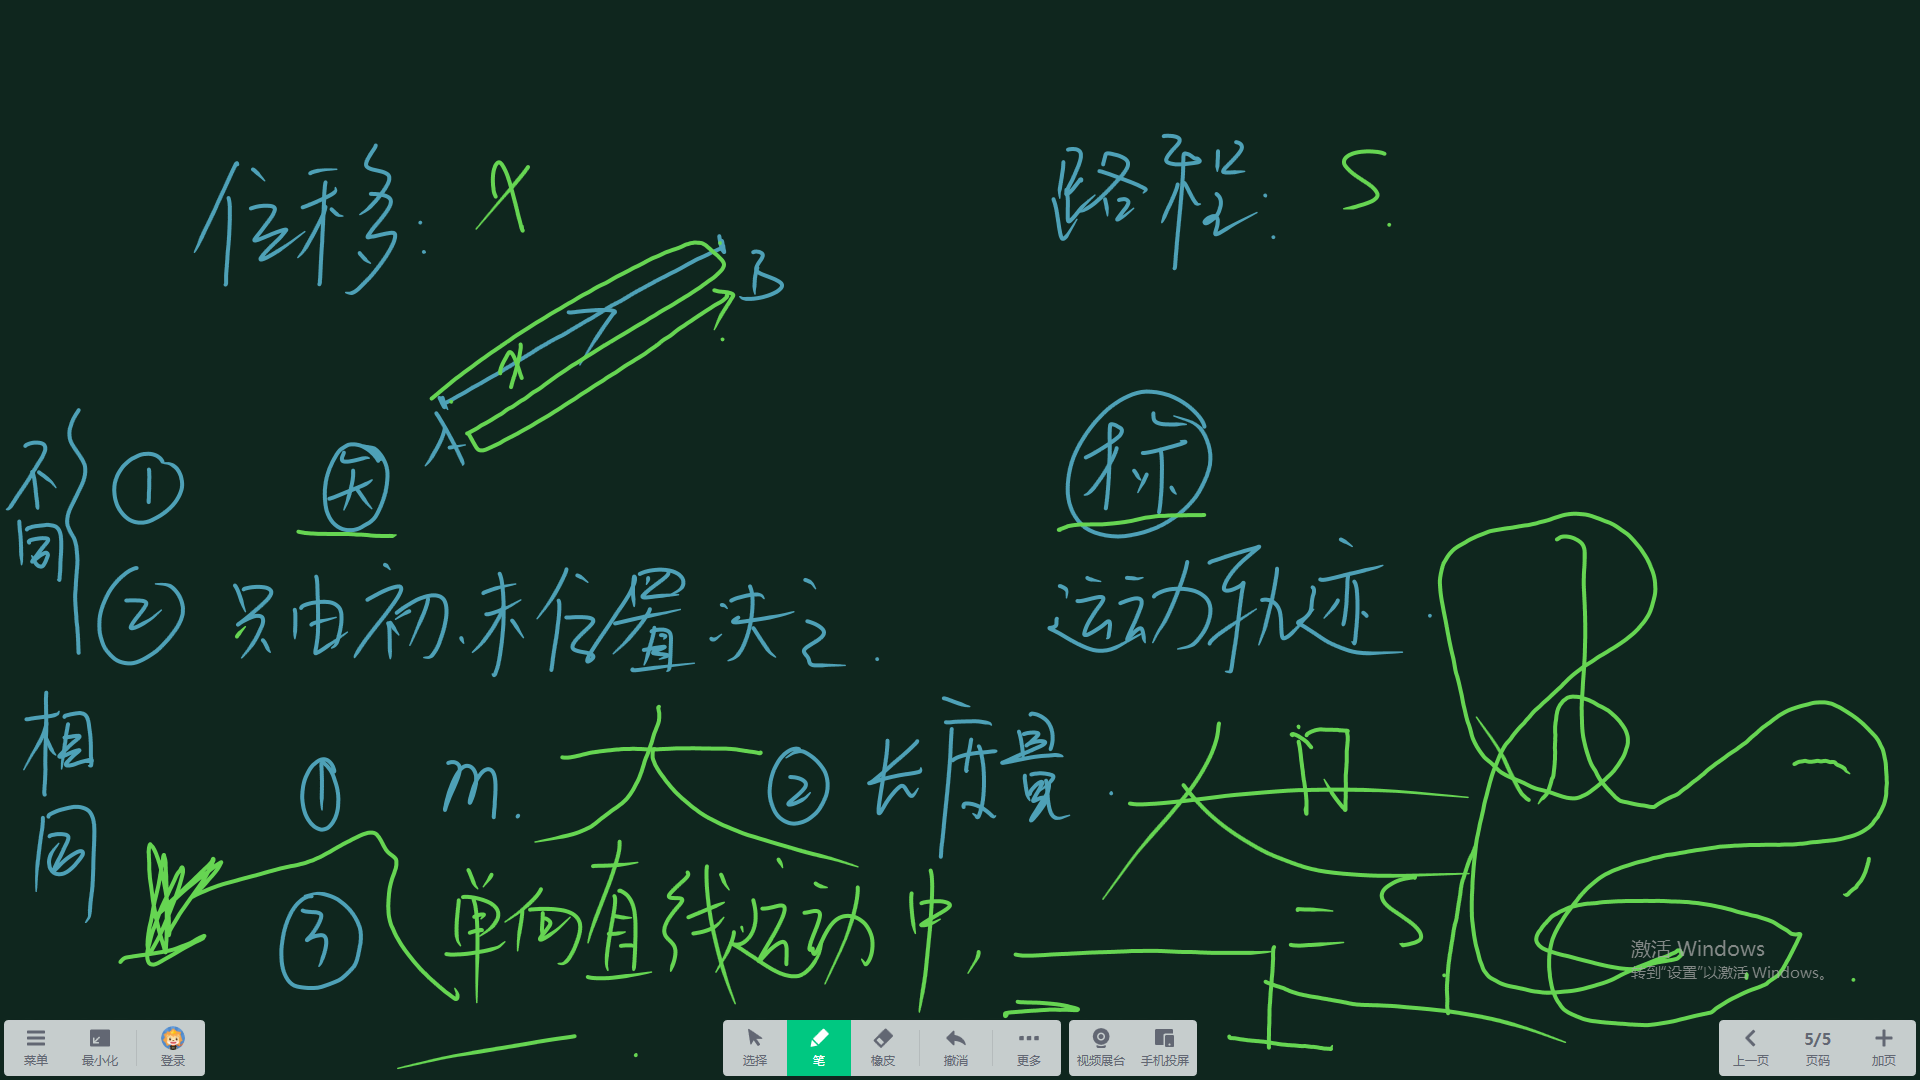 位移: x
路程: S.
A x B
不同 ① 因 标
② 只由初.末位置.决定. 运动轨迹.
相同 ① m. ② 长度量.
大
③ 单向直线运动中,
= S
激活 Windows
转到“设置”以激活 Windows。
菜单 最小化 登录
选择 笔 橡皮 撤消 更多
视频展台 手机投屏
上一页 5/5 页码 加页